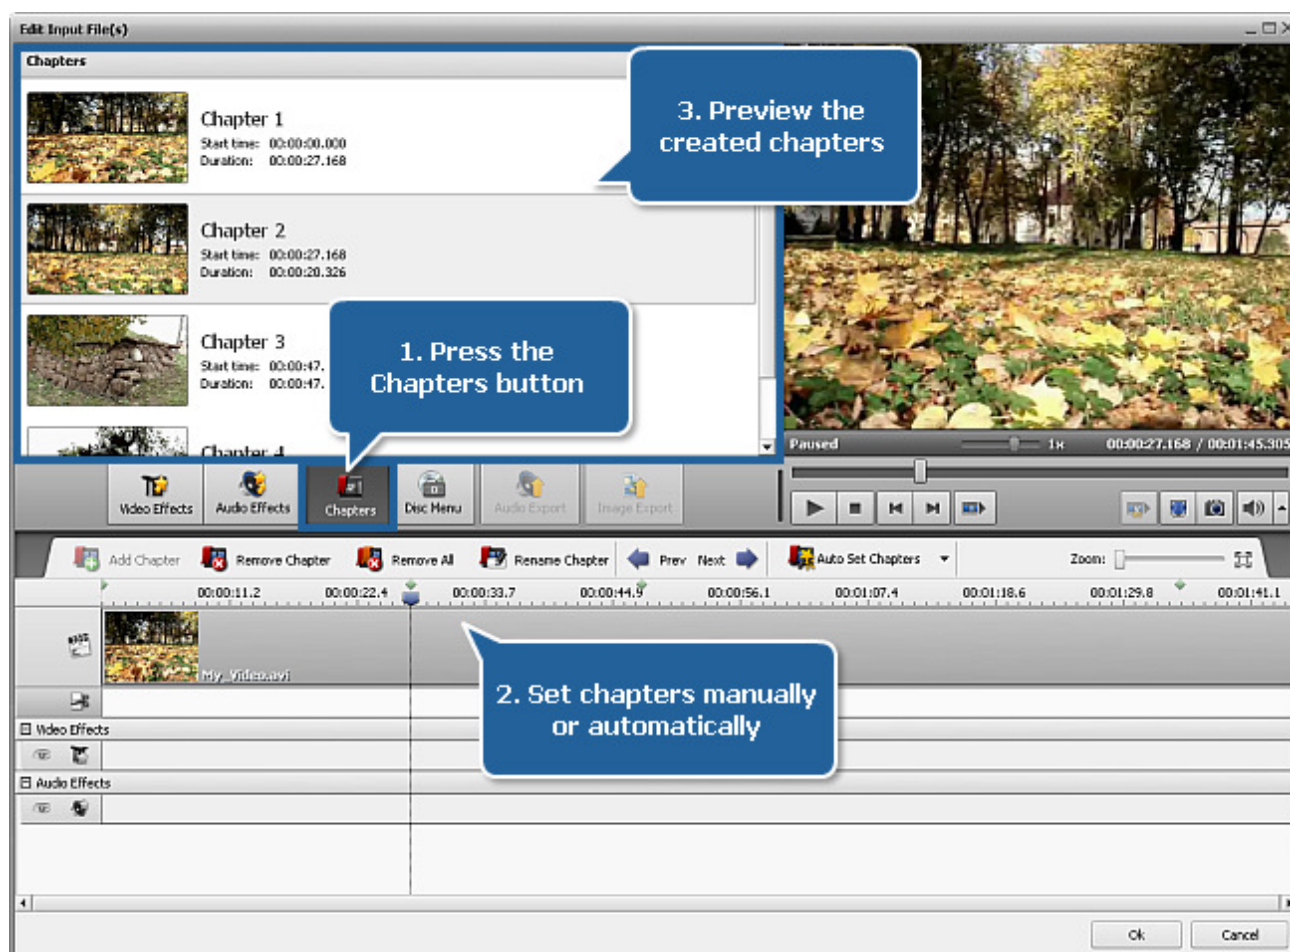 Edit Input File(s)
Chapters
Chapter 1
Start time: 00:00:00.000
Duration: 00:00:27.168
3. Preview the
created chapters
Chapter 2
Start time: 00:00:27.168
Duration: 00:00:20.326
Chapter 3
Start time: 00:00:47.
Duration: 00:00:47.
1. Press the
Chapters button
Chapter 4
Paused 1x 00:00:27.168 / 00:01:45.305
Video Effects Audio Effects Chapters Disc Menu Audio Export Image Export
Add Chapter Remove Chapter Remove All Rename Chapter Prev Next Auto Set Chapters Zoom:
00:00:11.2 00:00:22.4 00:00:33.7 00:00:44.9 00:00:56.1 00:01:07.4 00:01:18.6 00:01:29.8 00:01:41.1
My_Video.avi
2. Set chapters manually
or automatically
Video Effects
Audio Effects
Ok Cancel